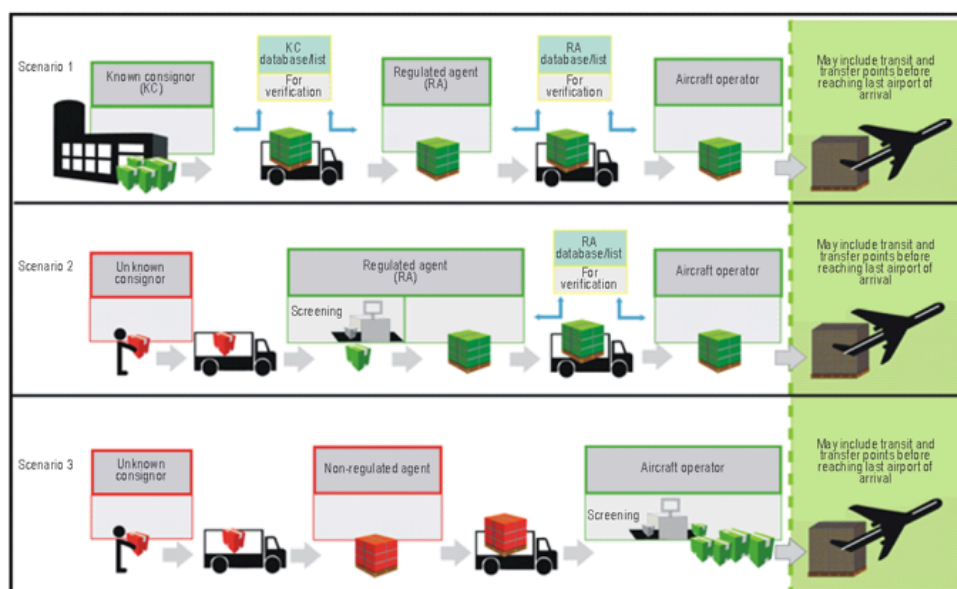 Scenario 1
Known consignor
(KC)
KC
database/list
For
verification
Regulated agent
(RA)
RA
database/list
For
verification
Aircraft operator
May include transit and
transfer points before
reaching last airport of
arrival
Scenario 2
Unknown
consignor
Regulated agent
(RA)
Screening
RA
database/list
For
verification
Aircraft operator
May include transit and
transfer points before
reaching last airport of
arrival
Scenario 3
Unknown
consignor
Non-regulated agent
Aircraft operator
Screening
May include transit and
transfer points before
reaching last airport of
arrival